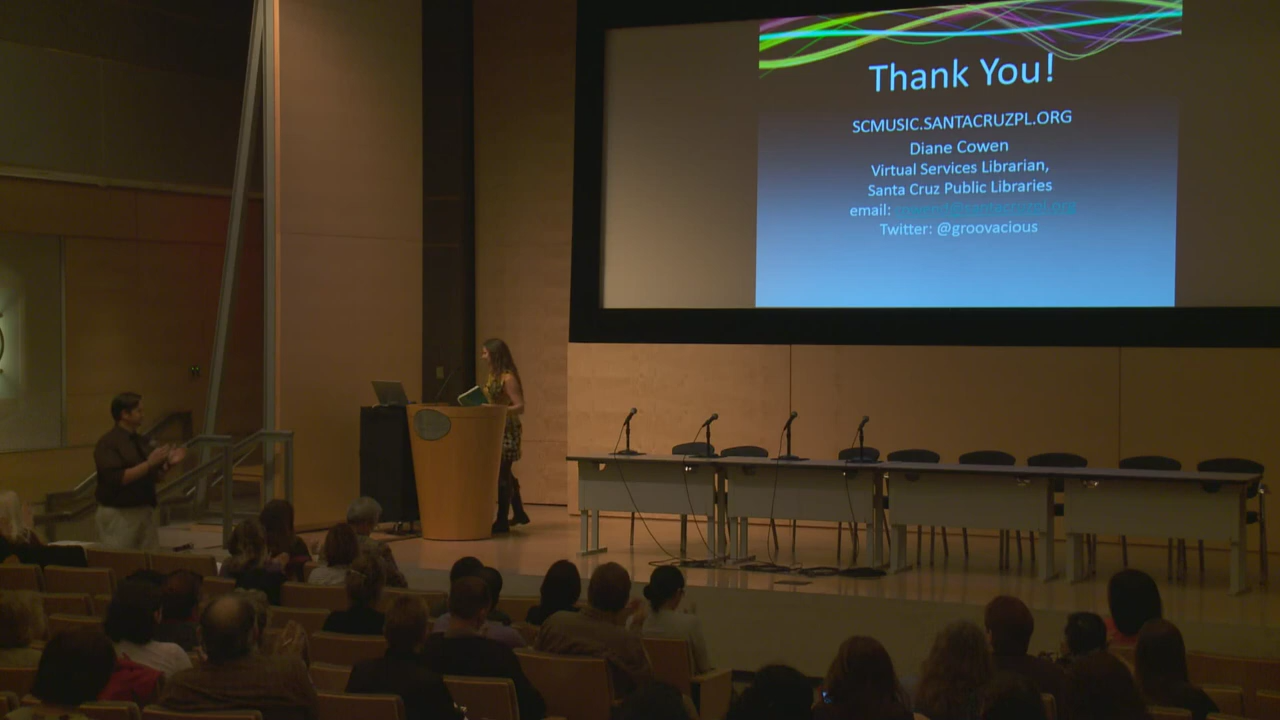 Thank You!
SCMUSIC.SANTACRUZPL.ORG
Diane Cowen
Virtual Services Librarian,
Santa Cruz Public Libraries
email:
Twitter: @groovacious